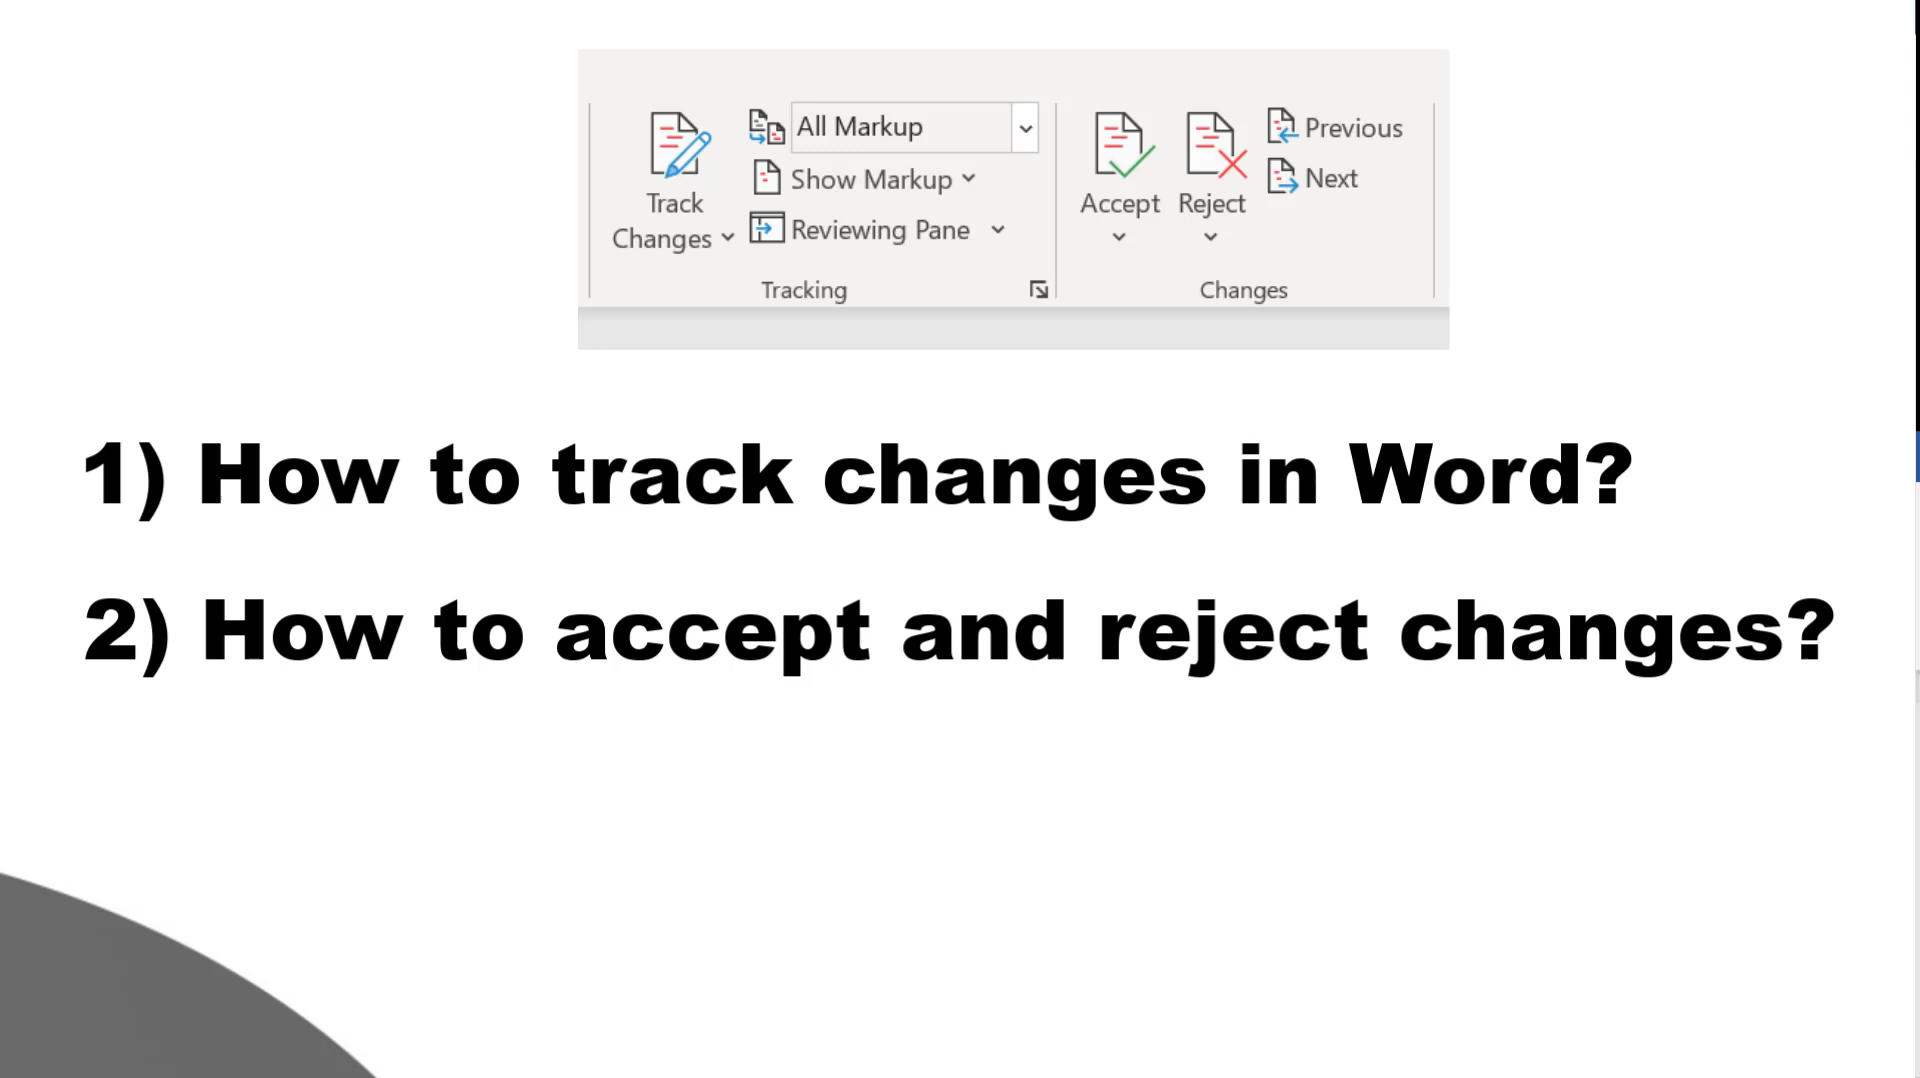 All Markup
Previous
Show Markup
Next
Track
Changes
Accept
Reject
Reviewing Pane
Tracking
Changes
1) How to track changes in Word?
2) How to accept and reject changes?